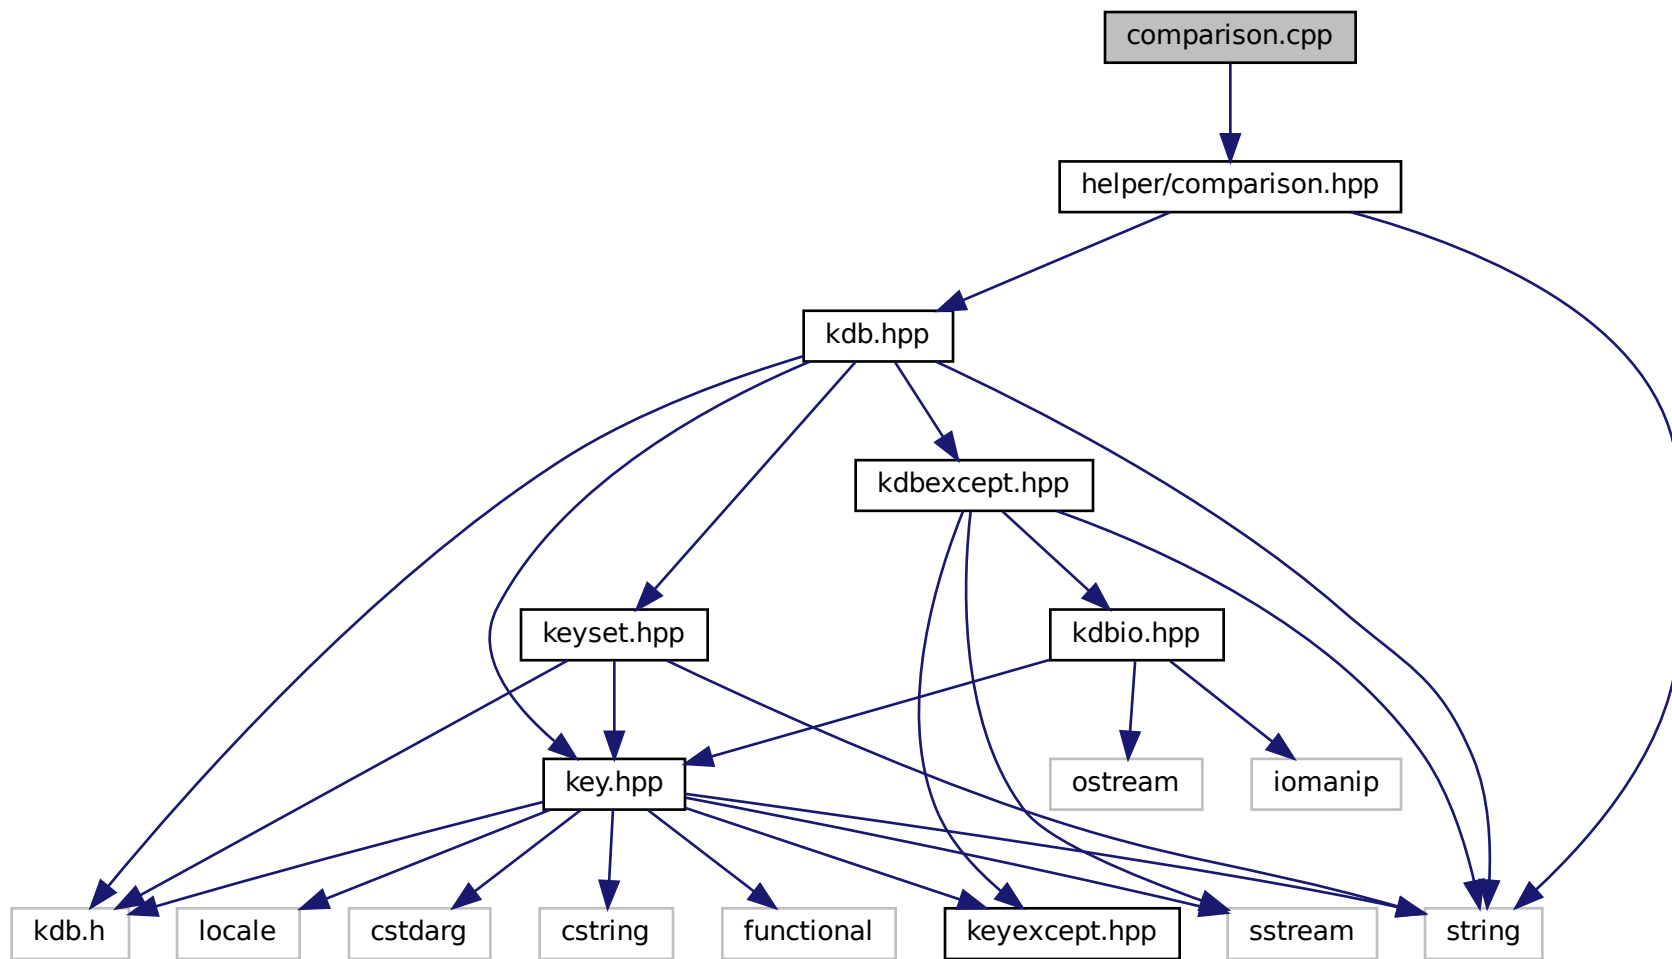 comparison.cpp
helper/comparison.hpp
kdb.hpp
kdbexcept.hpp
keyset.hpp
kdbio.hpp
key.hpp
ostream
iomanip
kdb.h
locale
cstdarg
cstring
functional
keyexcept.hpp
sstream
string